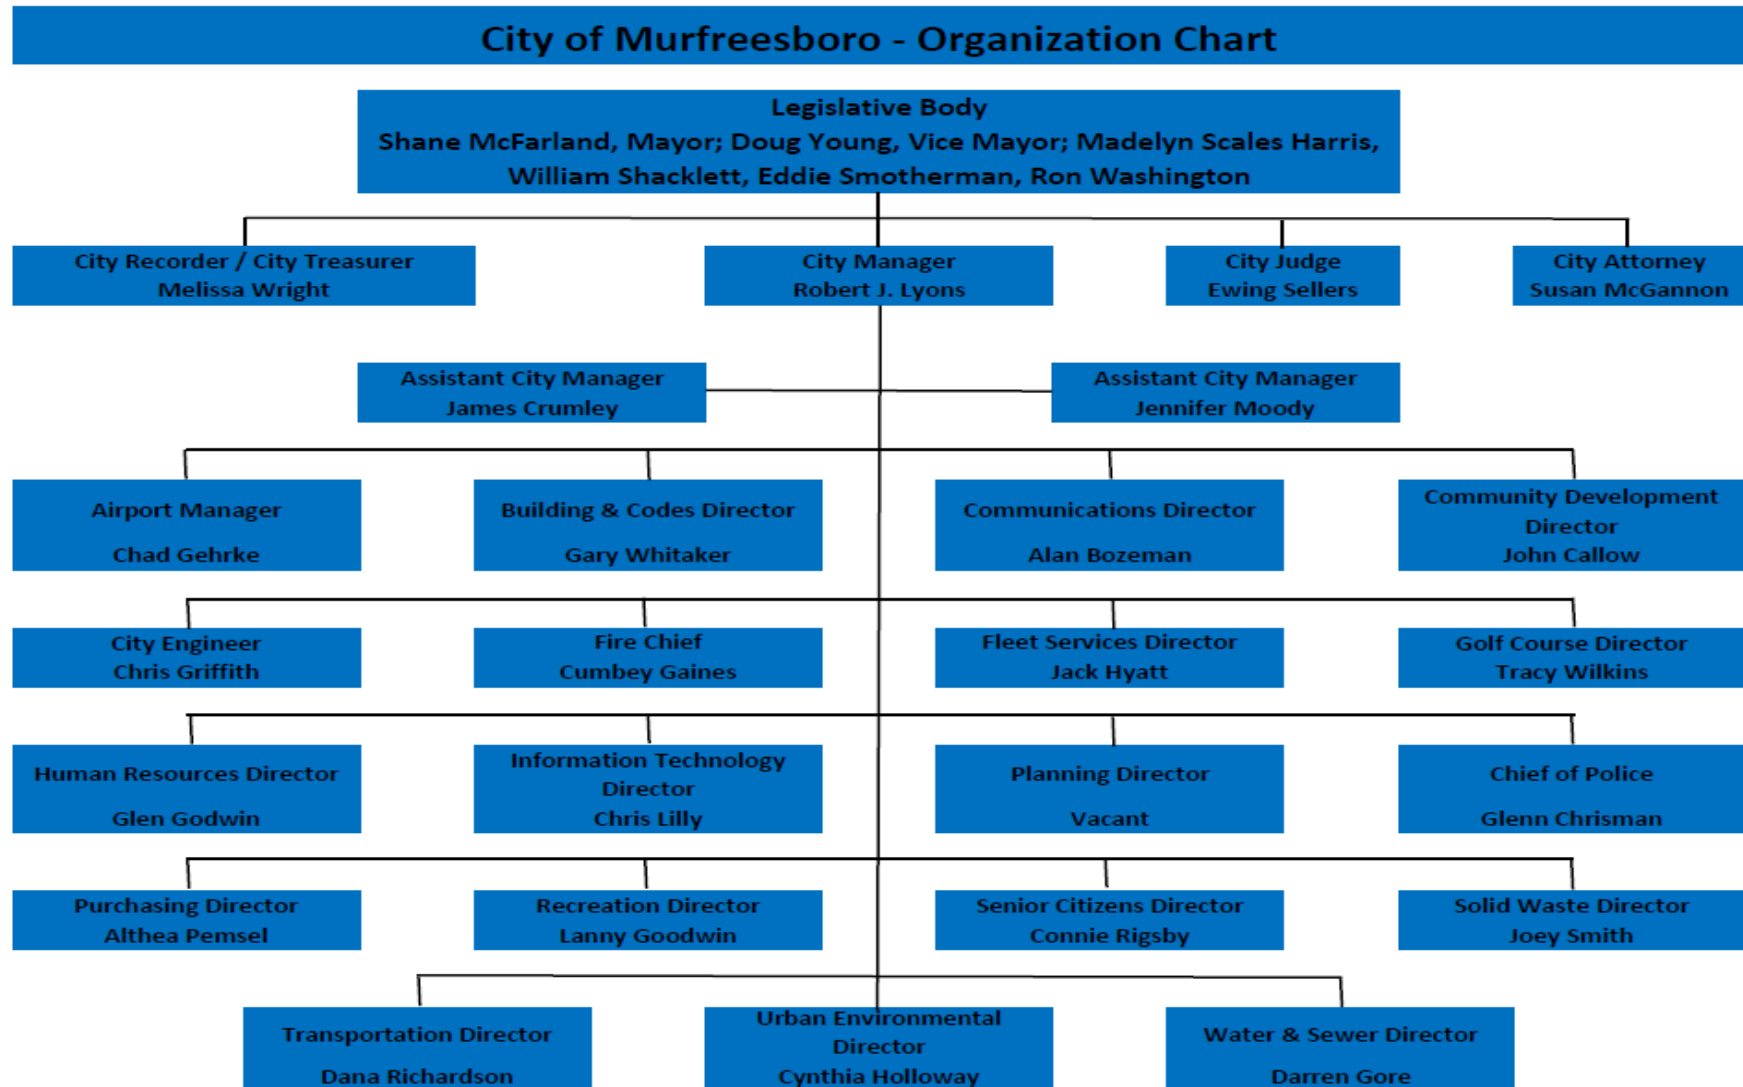 City of Murfreesboro - Organization Chart
Legislative Body
Shane McFarland, Mayor; Doug Young, Vice Mayor; Madelyn Scales Harris,
William Shacklett, Eddie Smotherman, Ron Washington
City Recorder / City Treasurer
Melissa Wright
City Manager
Robert J. Lyons
City Judge
Ewing Sellers
City Attorney
Susan McGannon
Assistant City Manager
James Crumley
Assistant City Manager
Jennifer Moody
Airport Manager
Chad Gehrke
Building & Codes Director
Gary Whitaker
Communications Director
Alan Bozeman
Community Development
Director
John Callow
City Engineer
Chris Griffith
Fire Chief
Cumbey Gaines
Fleet Services Director
Jack Hyatt
Golf Course Director
Tracy Wilkins
Human Resources Director
Glen Godwin
Information Technology
Director
Chris Lilly
Planning Director
Vacant
Chief of Police
Glenn Chrisman
Purchasing Director
Althea Pemsel
Recreation Director
Lanny Goodwin
Senior Citizens Director
Connie Rigsby
Solid Waste Director
Joey Smith
Transportation Director
Dana Richardson
Urban Environmental
Director
Cynthia Holloway
Water & Sewer Director
Darren Gore